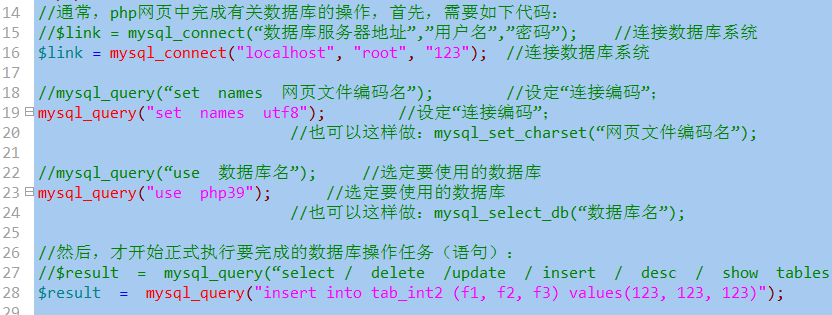 14 //通常，php网页中完成有关数据库的操作，首先，需要如下代码：
15 //$link = mysql_connect(“数据库服务器地址”,”用户名”,”密码”); //连接数据库系统
16 $link = mysql_connect("localhost", "root", "123"); //连接数据库系统
17
18 //mysql_query(“set names 网页文件编码名”); //设定“连接编码”；
19 mysql_query("set names utf8"); //设定“连接编码”；
20 //也可以这样做：mysql_set_charset(“网页文件编码名”);
21
22 //mysql_query(“use 数据库名”); //选定要使用的数据库
23 mysql_query("use php39"); //选定要使用的数据库
24 //也可以这样做：mysql_select_db(“数据库名”);
25
26 //然后，才开始正式执行要完成的数据库操作任务（语句）：
27 //$result = mysql_query(“select / delete /update / insert / desc / show tables
28 $result = mysql_query("insert into tab_int2 (f1, f2, f3) values(123, 123, 123)");
29